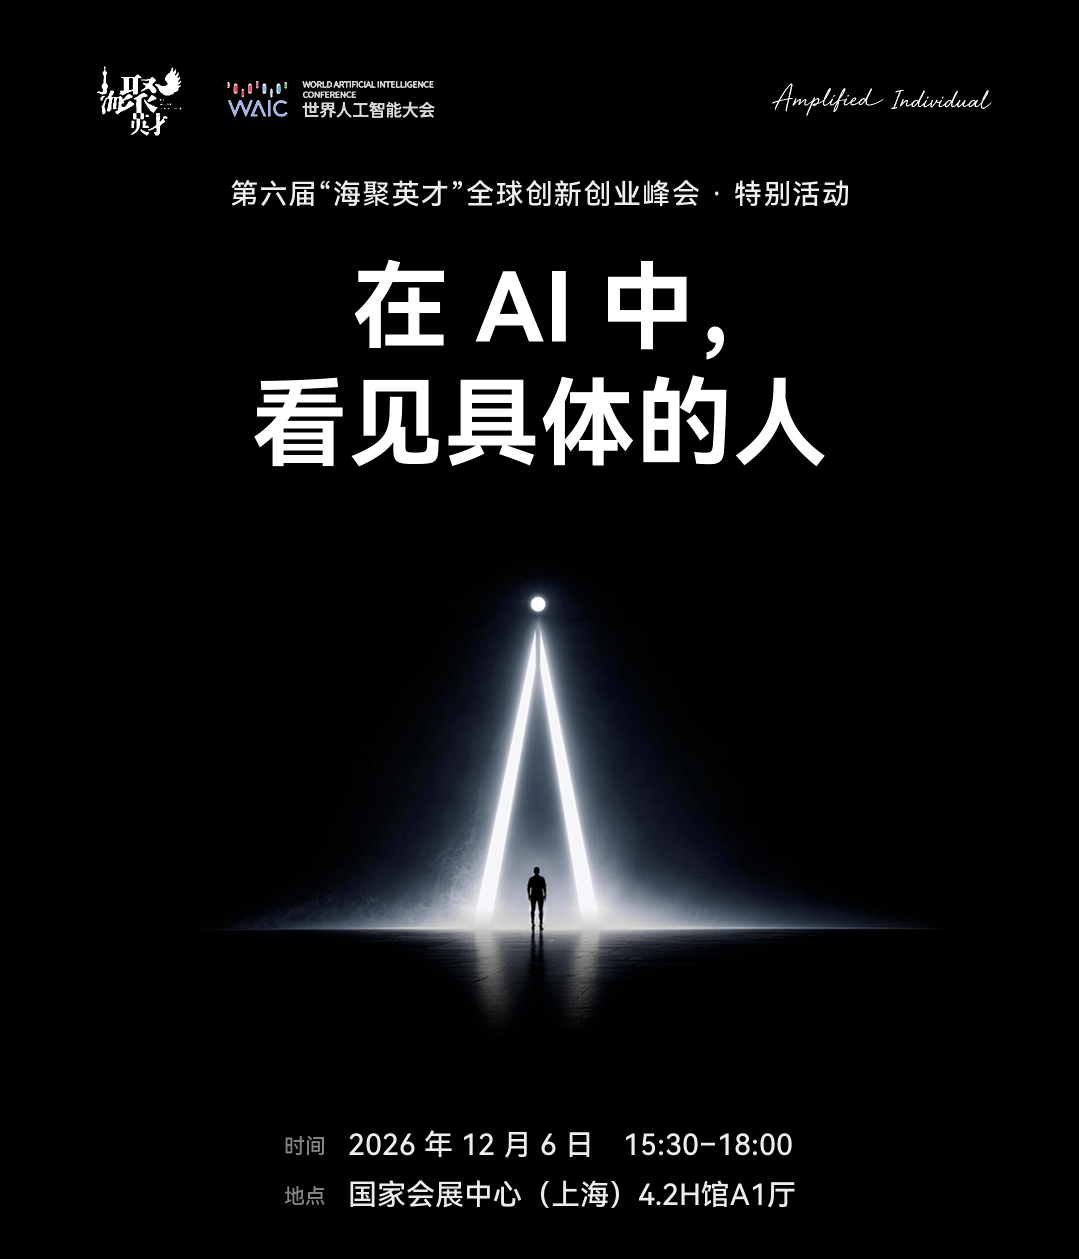 海聚英才
WAIC
WORLD ARTIFICIAL INTELLIGENCE
CONFERENCE
世界人工智能大会
Amplified Individual
第六届“海聚英才”全球创新创业峰会 · 特别活动
在 AI 中，
看见具体的人
时间 2026 年 12 月 6 日 15:30–18:00
地点 国家会展中心（上海）4.2H馆A1厅